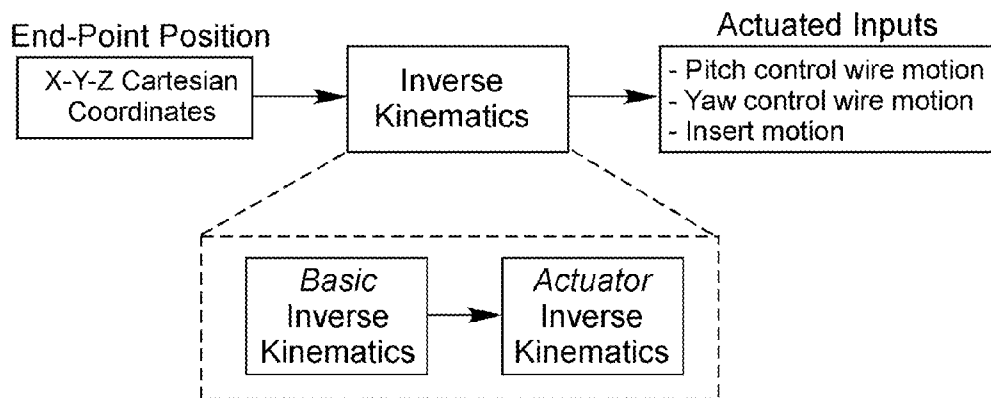 End-Point Position
X-Y-Z Cartesian
Coordinates
Inverse
Kinematics
Actuated Inputs
- Pitch control wire motion
- Yaw control wire motion
- Insert motion
Basic
Inverse
Kinematics
Actuator
Inverse
Kinematics